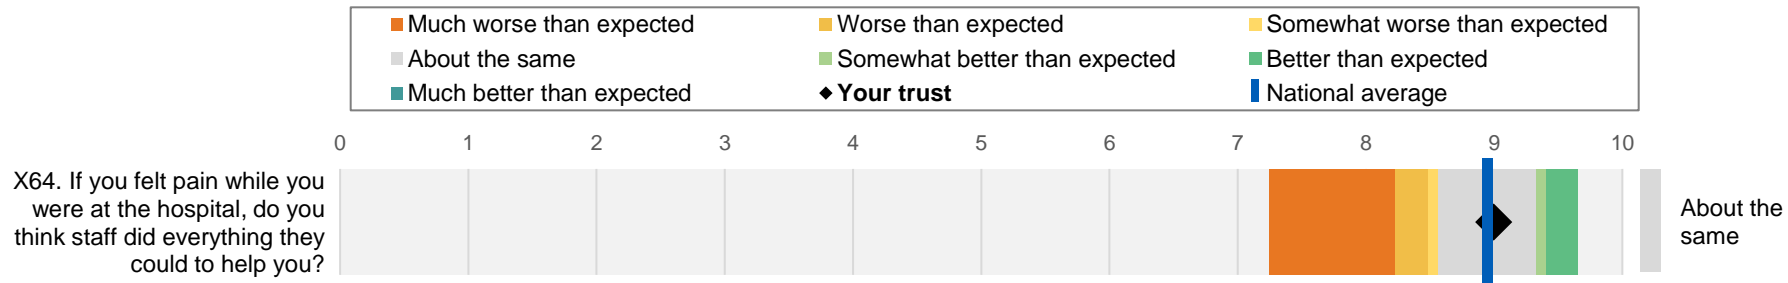 Much worse than expected
Worse than expected
Somewhat worse than expected
About the same
Somewhat better than expected
Better than expected
Much better than expected
Your trust
National average
0 1 2 3 4 5 6 7 8 9 10
X64. If you felt pain while you
were at the hospital, do you
think staff did everything they
could to help you?
About the
same